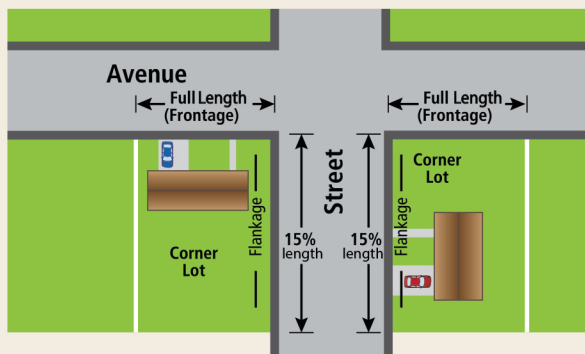 Avenue
Full Length
(Frontage)
Full Length
(Frontage)
Street
Corner
Lot
Flankage
Flankage
15%
length
15%
length
Corner
Lot